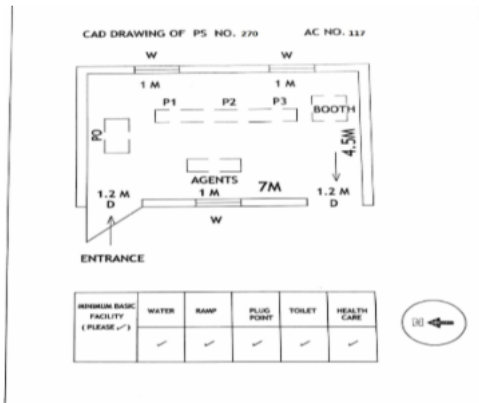 CAD DRAWING OF PS NO. 270 AC NO. 117
W W
1 M 1 M
P1 P2 P3
BOOTH
PO
4.5M
AGENTS
1.2 M 1 M 7M 1.2 M
D D
W
ENTRANCE
MINIMUM BASIC FACILITY ( PLEASE ✓ ) WATER RAMP PLUG POINT TOILET HEALTH CARE
✓ ✓ ✓ ✓ ✓